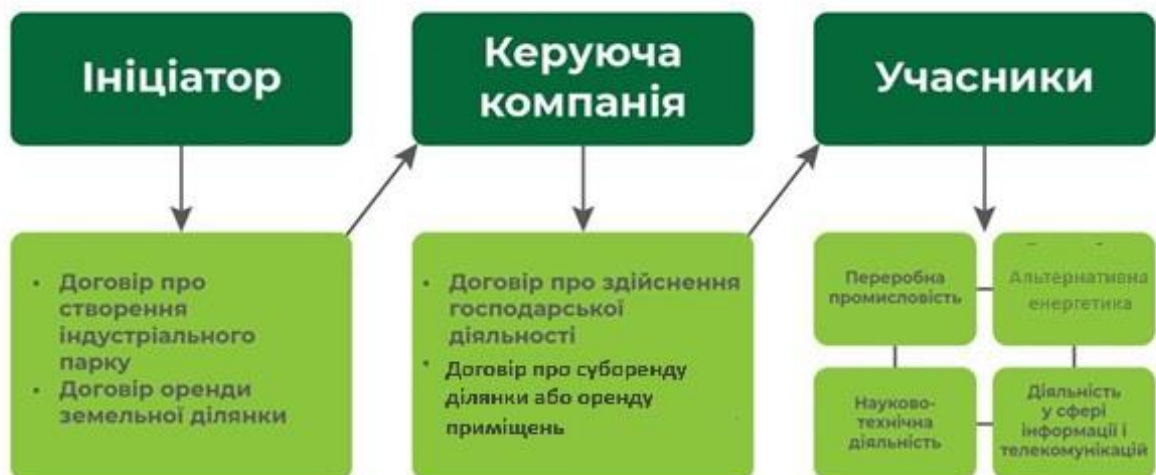 Ініціатор
Керуюча
компанія
Учасники
• Договір про
створення
індустріального
парку
• Договір оренди
земельної ділянки
• Договір про здійснення
господарської
діяльності
• Договір про суборенду
ділянки або оренду
приміщень
Переробна
промисловість
Альтернативна
енергетика
Науково-
технічна
діяльність
Діяльність
у сфері
інформації і
телекомунікацій